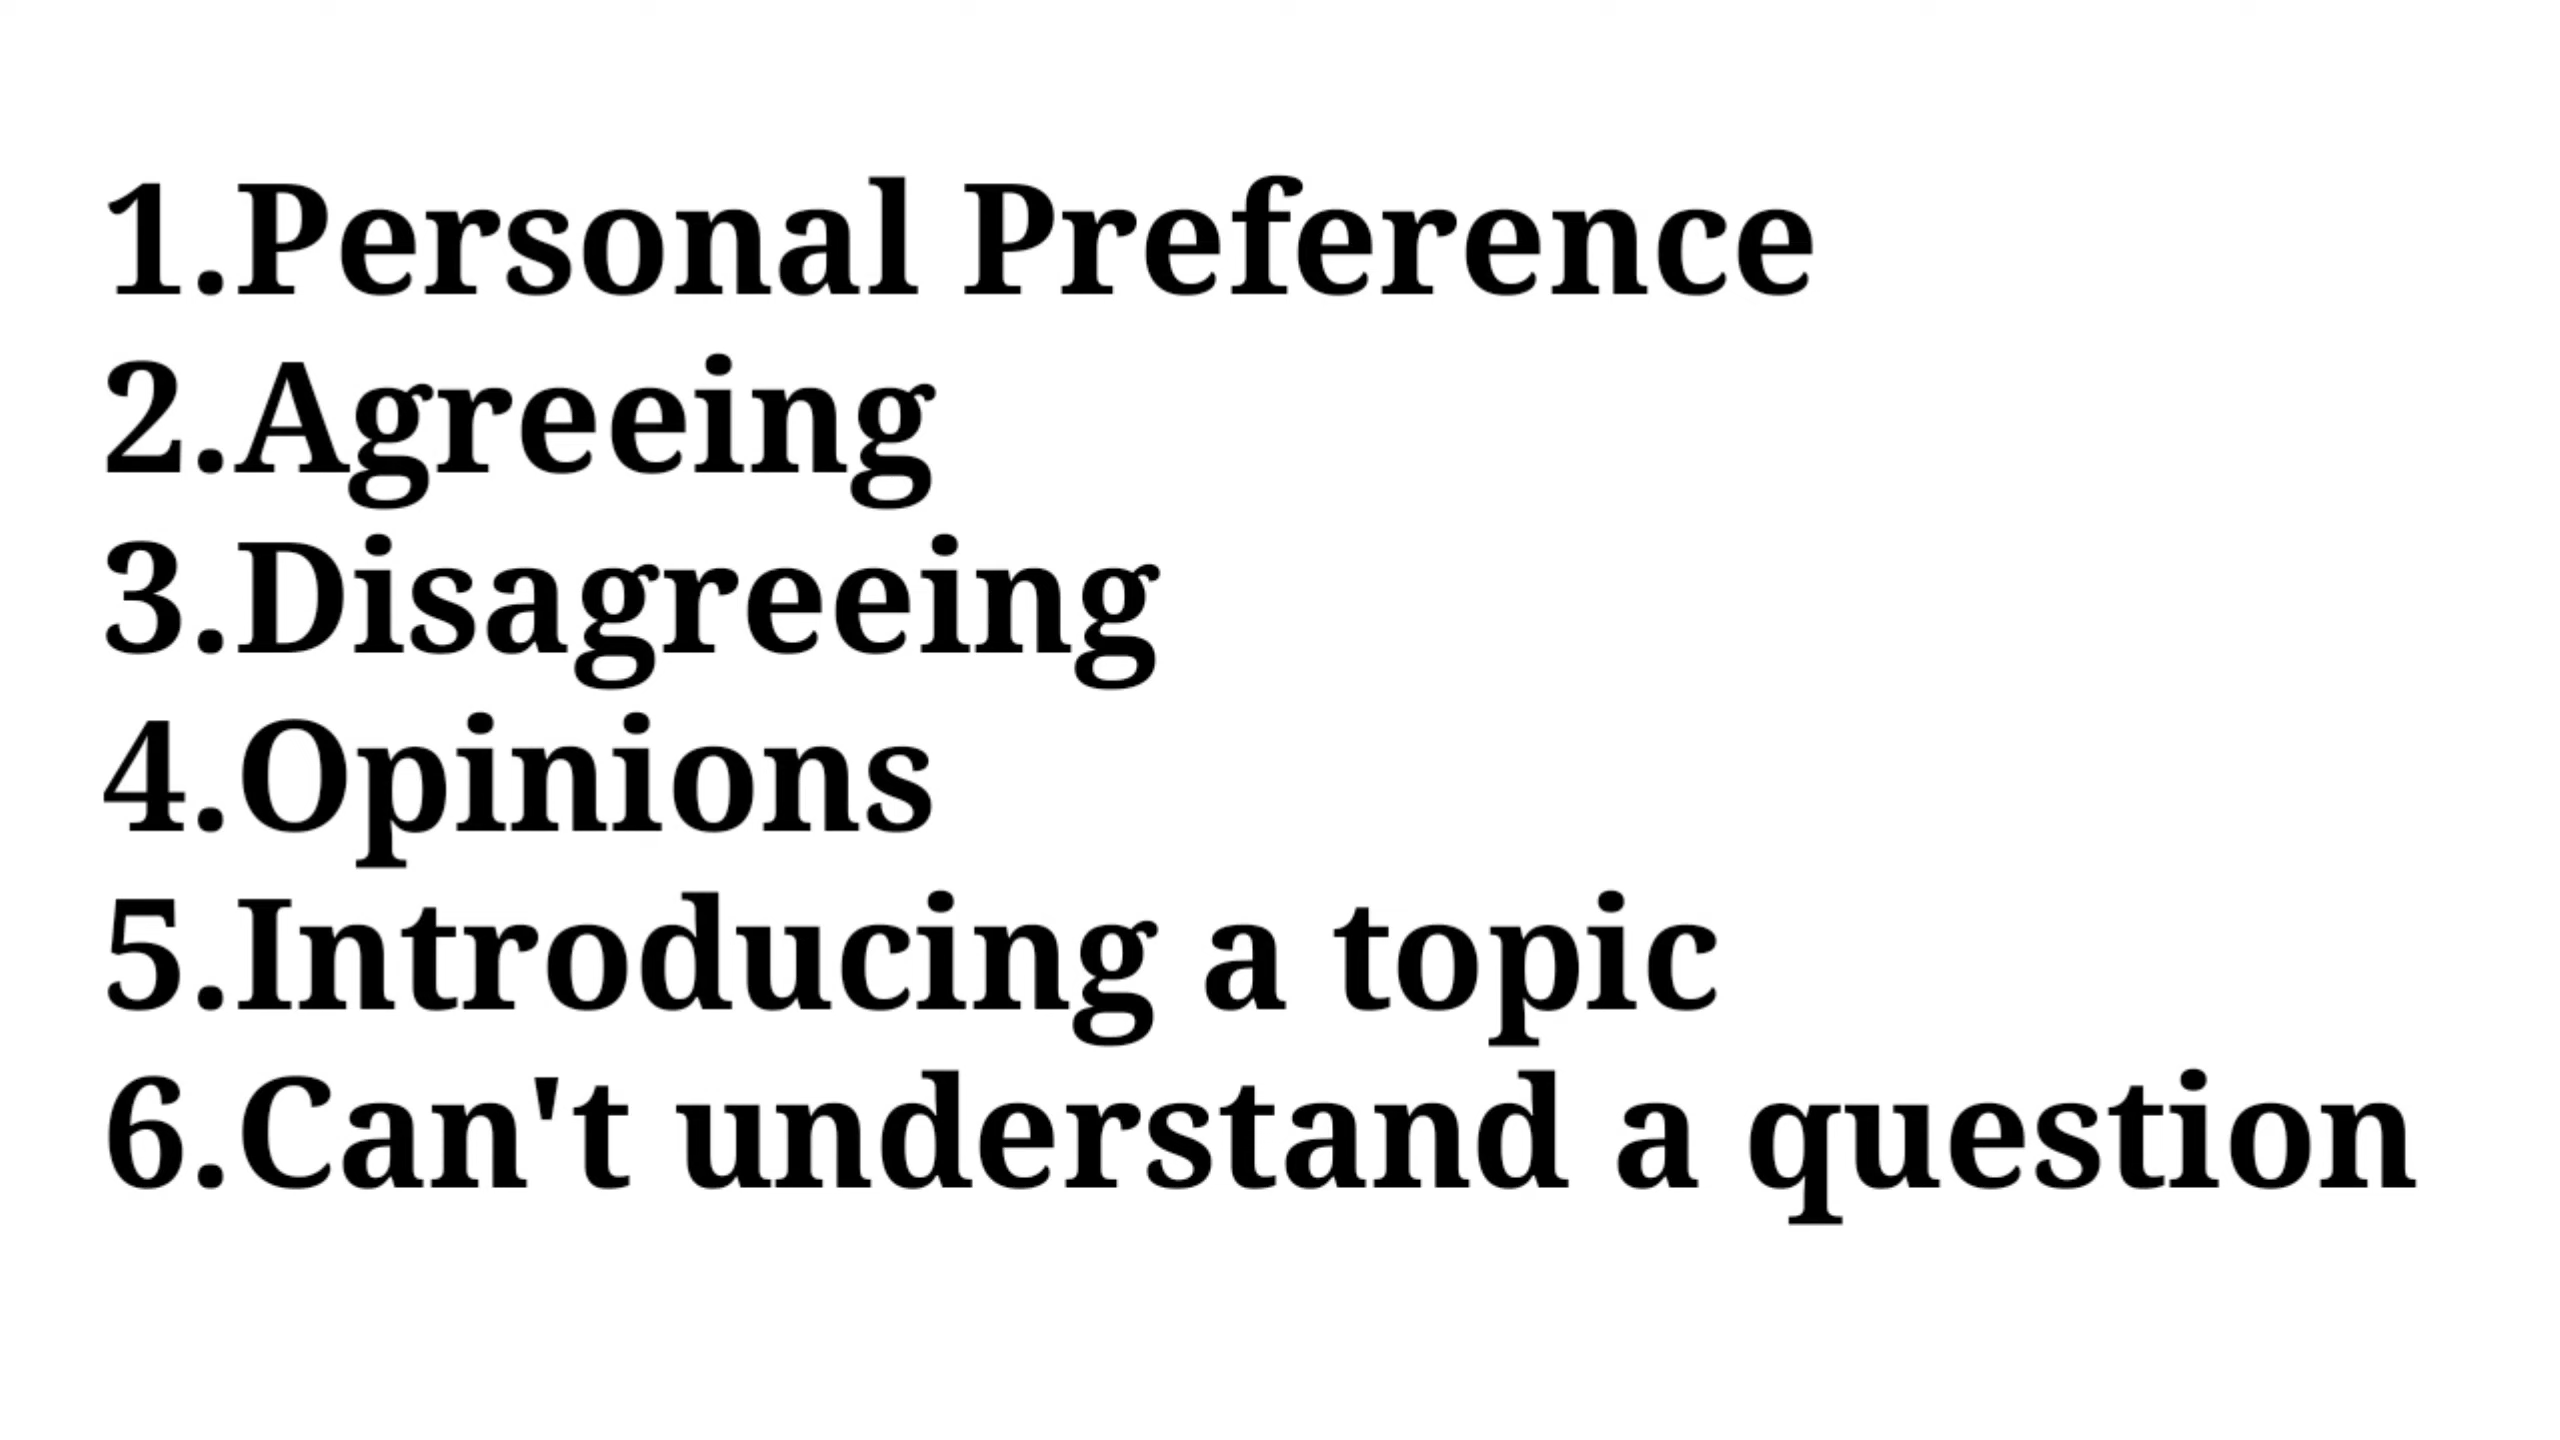 1.Personal Preference
2.Agreeing
3.Disagreeing
4.Opinions
5.Introducing a topic
6.Can't understand a question